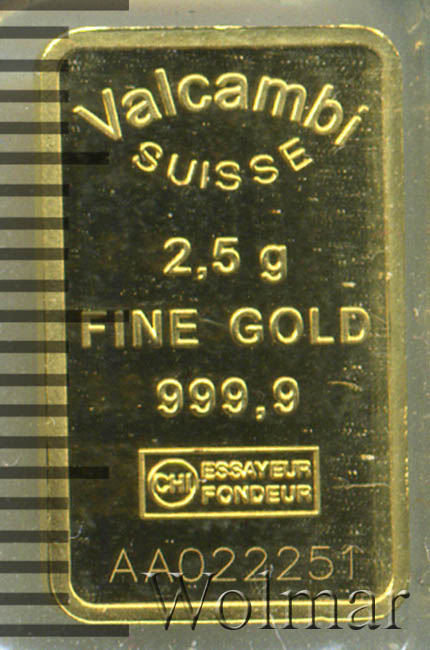 Valcambi
SUISSE
2,5 g
FINE GOLD
999,9
CHI ESSAYEUR
FONDEUR
AA022251
Wolmar